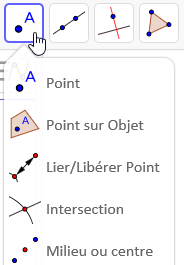 A
A
Point
A
Point sur Objet
Lier/Libérer Point
Intersection
Milieu ou centre